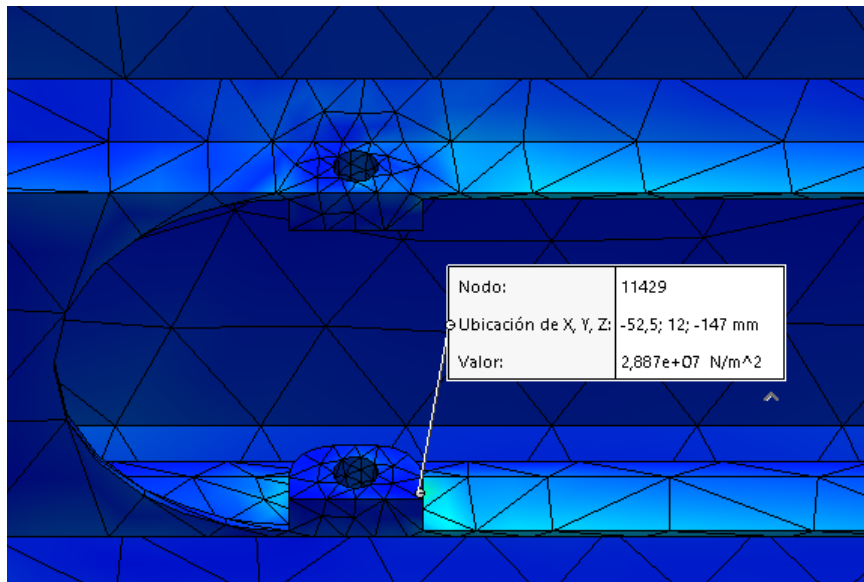 Nodo: 11429
Ubicación de X, Y, Z: -52,5; 12; -147 mm
Valor: 2,887e+07 N/m^2